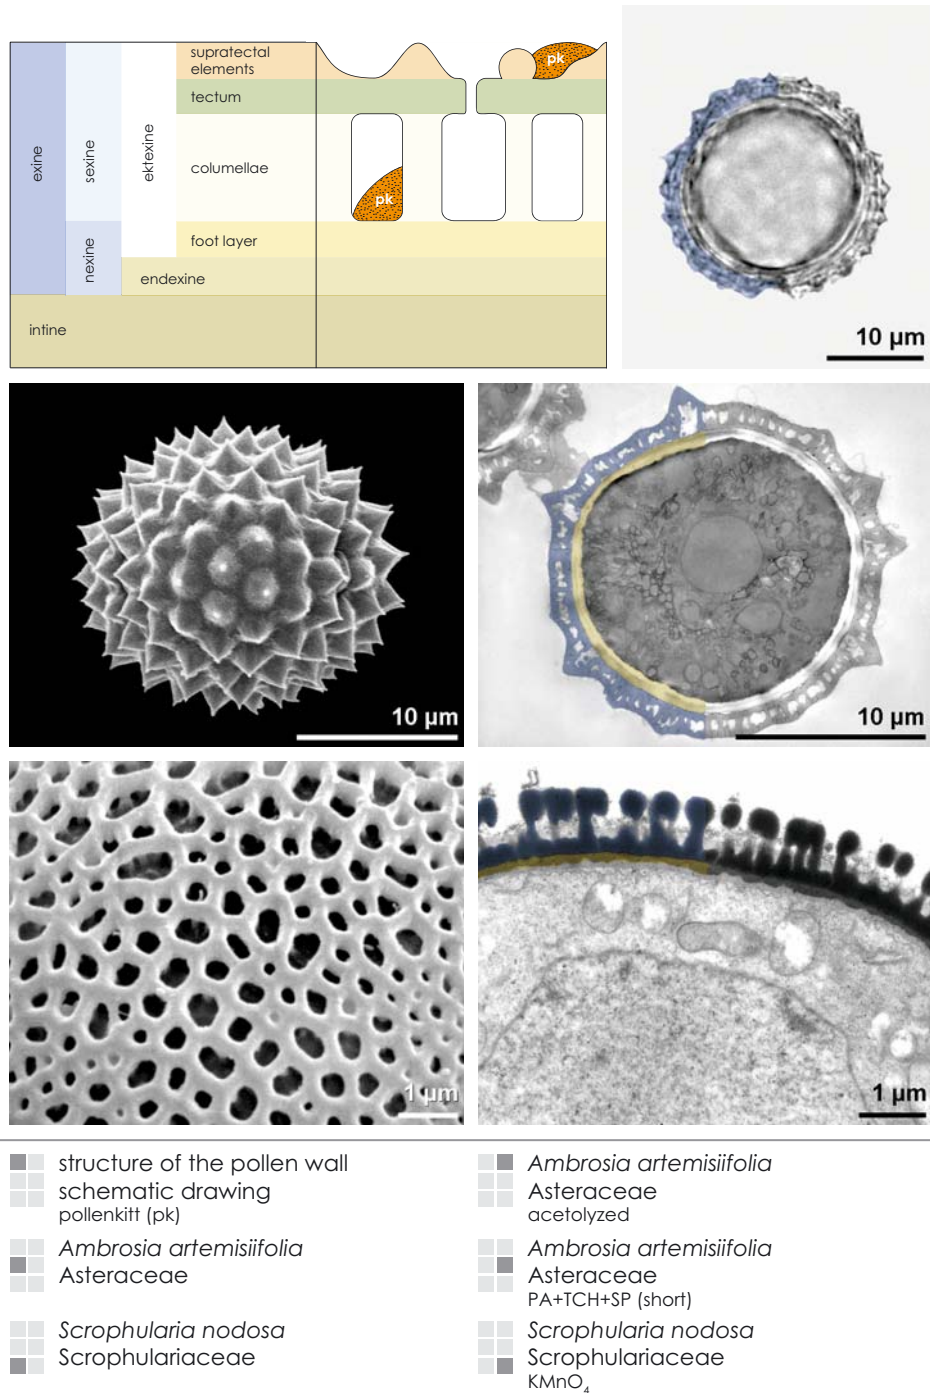 exine
sexine
nexine
ektexine
supratectal
elements
tectum
columellae
foot layer
endexine
intine
pk
pk
10 µm
10 µm
10 µm
1 µm
1 µm
structure of the pollen wall
schematic drawing
pollenkitt (pk)
Ambrosia artemisiifolia
Asteraceae
acetolyzed
Ambrosia artemisiifolia
Asteraceae
Ambrosia artemisiifolia
Asteraceae
PA+TCH+SP (short)
Scrophularia nodosa
Scrophulariaceae
Scrophularia nodosa
Scrophulariaceae
KMnO₄